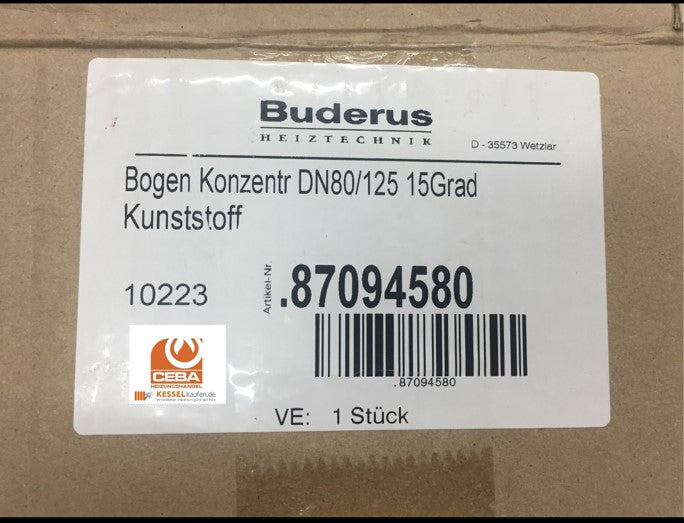 Buderus
HEIZTECHNIK
D - 35573 Wetzlar
Bogen Konzentr DN80/125 15Grad
Kunststoff
10223
Artikel-Nr.
.87094580
.87094580
CEBA
HEIZUNGSHANDEL
KESSELkaufen.de
VE: 1 Stück